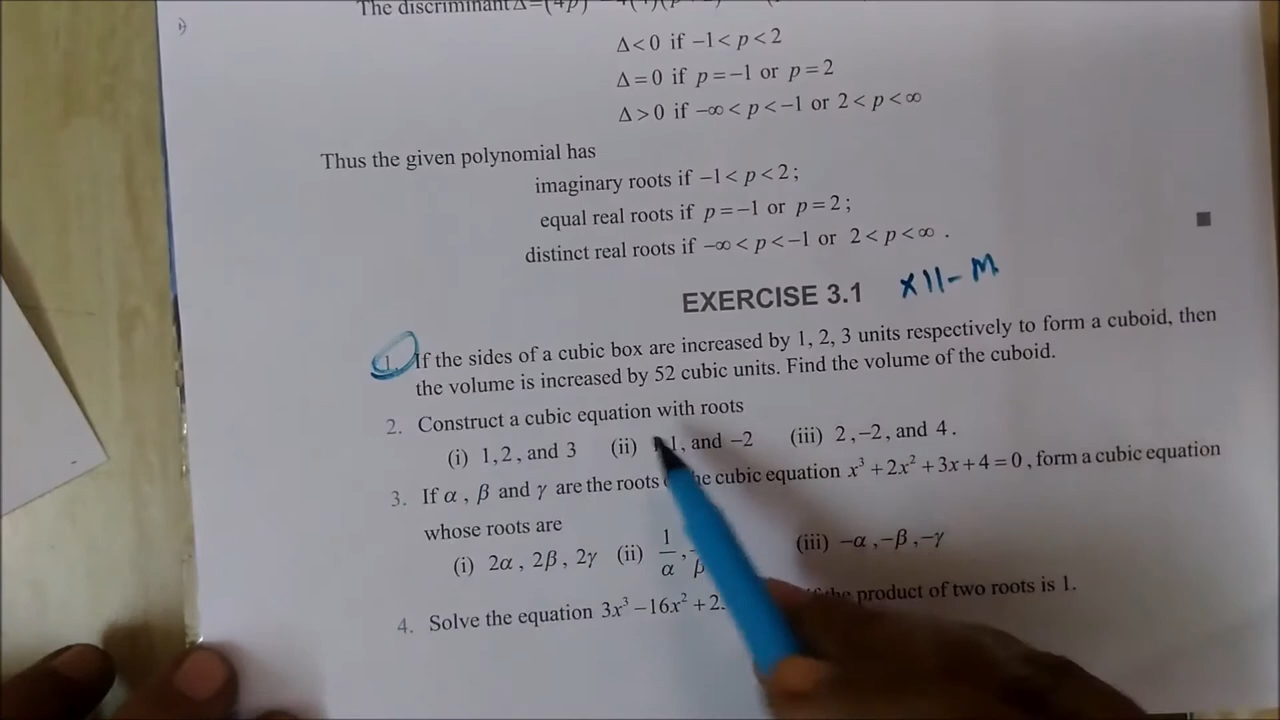 The discriminant Δ=(4p)
Δ<0 if −1<p<2
Δ=0 if p=−1 or p=2
Δ>0 if −∞<p<−1 or 2<p<∞
Thus the given polynomial has
imaginary roots if −1<p<2;
equal real roots if p=−1 or p=2;
distinct real roots if −∞<p<−1 or 2<p<∞.
EXERCISE 3.1 XII-M
1. If the sides of a cubic box are increased by 1, 2, 3 units respectively to form a cuboid, then
the volume is increased by 52 cubic units. Find the volume of the cuboid.
2. Construct a cubic equation with roots
(i) 1,2, and 3 (ii) 1, and −2 (iii) 2,−2, and 4.
3. If α, β and γ are the roots the cubic equation x³+2x²+3x+4=0, form a cubic equation
whose roots are
(i) 2α, 2β, 2γ (ii) 1/α, β (iii) −α,−β,−γ
4. Solve the equation 3x³−16x²+2 the product of two roots is 1.